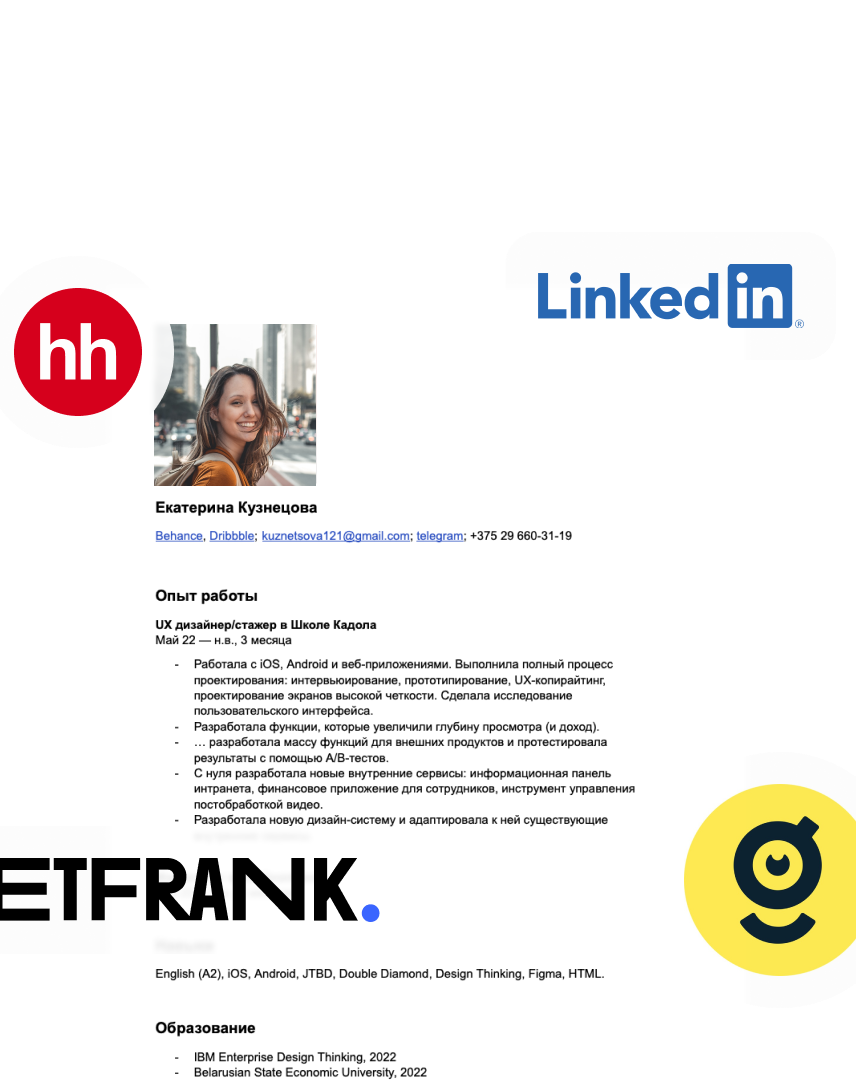 Linked in ®
hh
Екатерина Кузнецова
Behance, Dribbble; kuznetsova121@gmail.com; telegram; +375 29 660-31-19
Опыт работы
UX дизайнер/стажер в Школе Кадола
Май 22 — н.в., 3 месяца
- Работала с iOS, Android и веб-приложениями. Выполнила полный процесс
проектирования: интервьюирование, прототипирование, UX-копирайтинг,
проектирование экранов высокой четкости. Сделала исследование
пользовательского интерфейса.
- Разработала функции, которые увеличили глубину просмотра (и доход).
- … разработала массу функций для внешних продуктов и протестировала
результаты с помощью A/B-тестов.
- С нуля разработала новые внутренние сервисы: информационная панель
интранета, финансовое приложение для сотрудников, инструмент управления
постобработкой видео.
- Разработала новую дизайн-систему и адаптировала к ней существующие
g
ETFRANK.
English (A2), iOS, Android, JTBD, Double Diamond, Design Thinking, Figma, HTML.
Образование
- IBM Enterprise Design Thinking, 2022
- Belarusian State Economic University, 2022